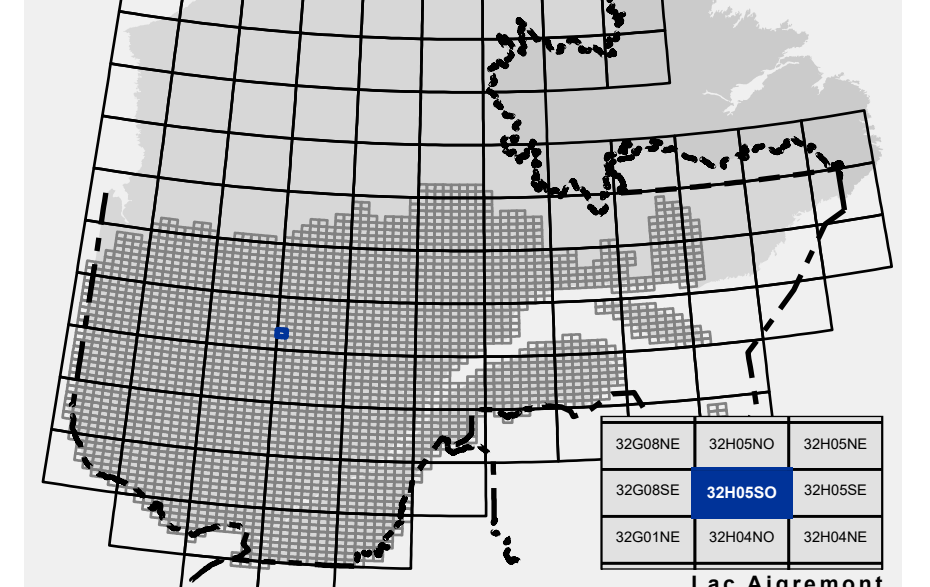 32G08NE 32H05NO 32H05NE
32G08SE 32H05SO 32H05SE
32G01NE 32H04NO 32H04NE
Lac Aigremont